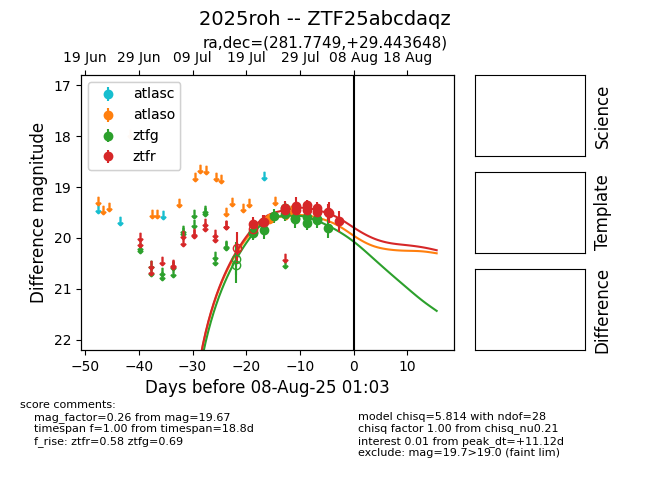 2025roh -- ZTF25abcdaqz
ra,dec=(281.7749,+29.443648)
19 Jun 29 Jun 09 Jul 19 Jul 29 Jul 08 Aug 18 Aug
17
18
19
20
21
22
Difference magnitude
atlasc
atlaso
ztfg
ztfr
−50 −40 −30 −20 −10 0 10
Days before 08-Aug-25 01:03
Science
Template
Difference
score comments:
mag_factor=0.26 from mag=19.67
timespan f=1.00 from timespan=18.8d
f_rise: ztfr=0.58 ztfg=0.69
model chisq=5.814 with ndof=28
chisq factor 1.00 from chisq_nu0.21
interest 0.01 from peak_dt=+11.12d
exclude: mag=19.7>19.0 (faint lim)